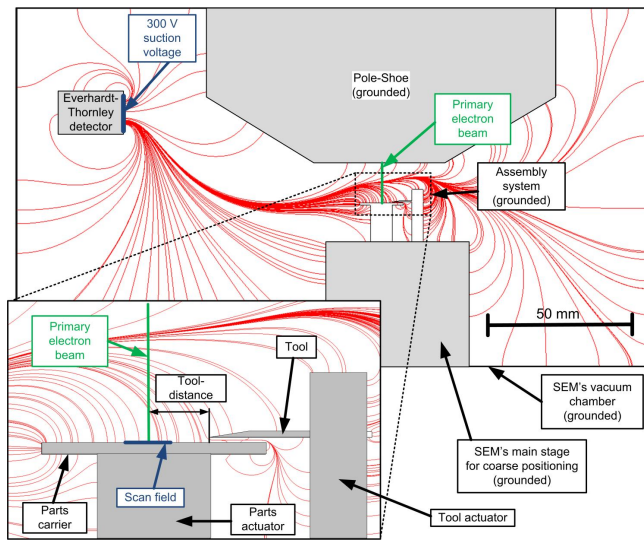 300 V
suction
voltage
Everhardt-
Thornley
detector
Pole-Shoe
(grounded)
Primary
electron
beam
Assembly
system
(grounded)
50 mm
Primary
electron
beam
Tool-
distance
Tool
SEM's vacuum
chamber
(grounded)
SEM's main stage
for coarse positioning
(grounded)
Parts
carrier
Scan field
Parts
actuator
Tool actuator